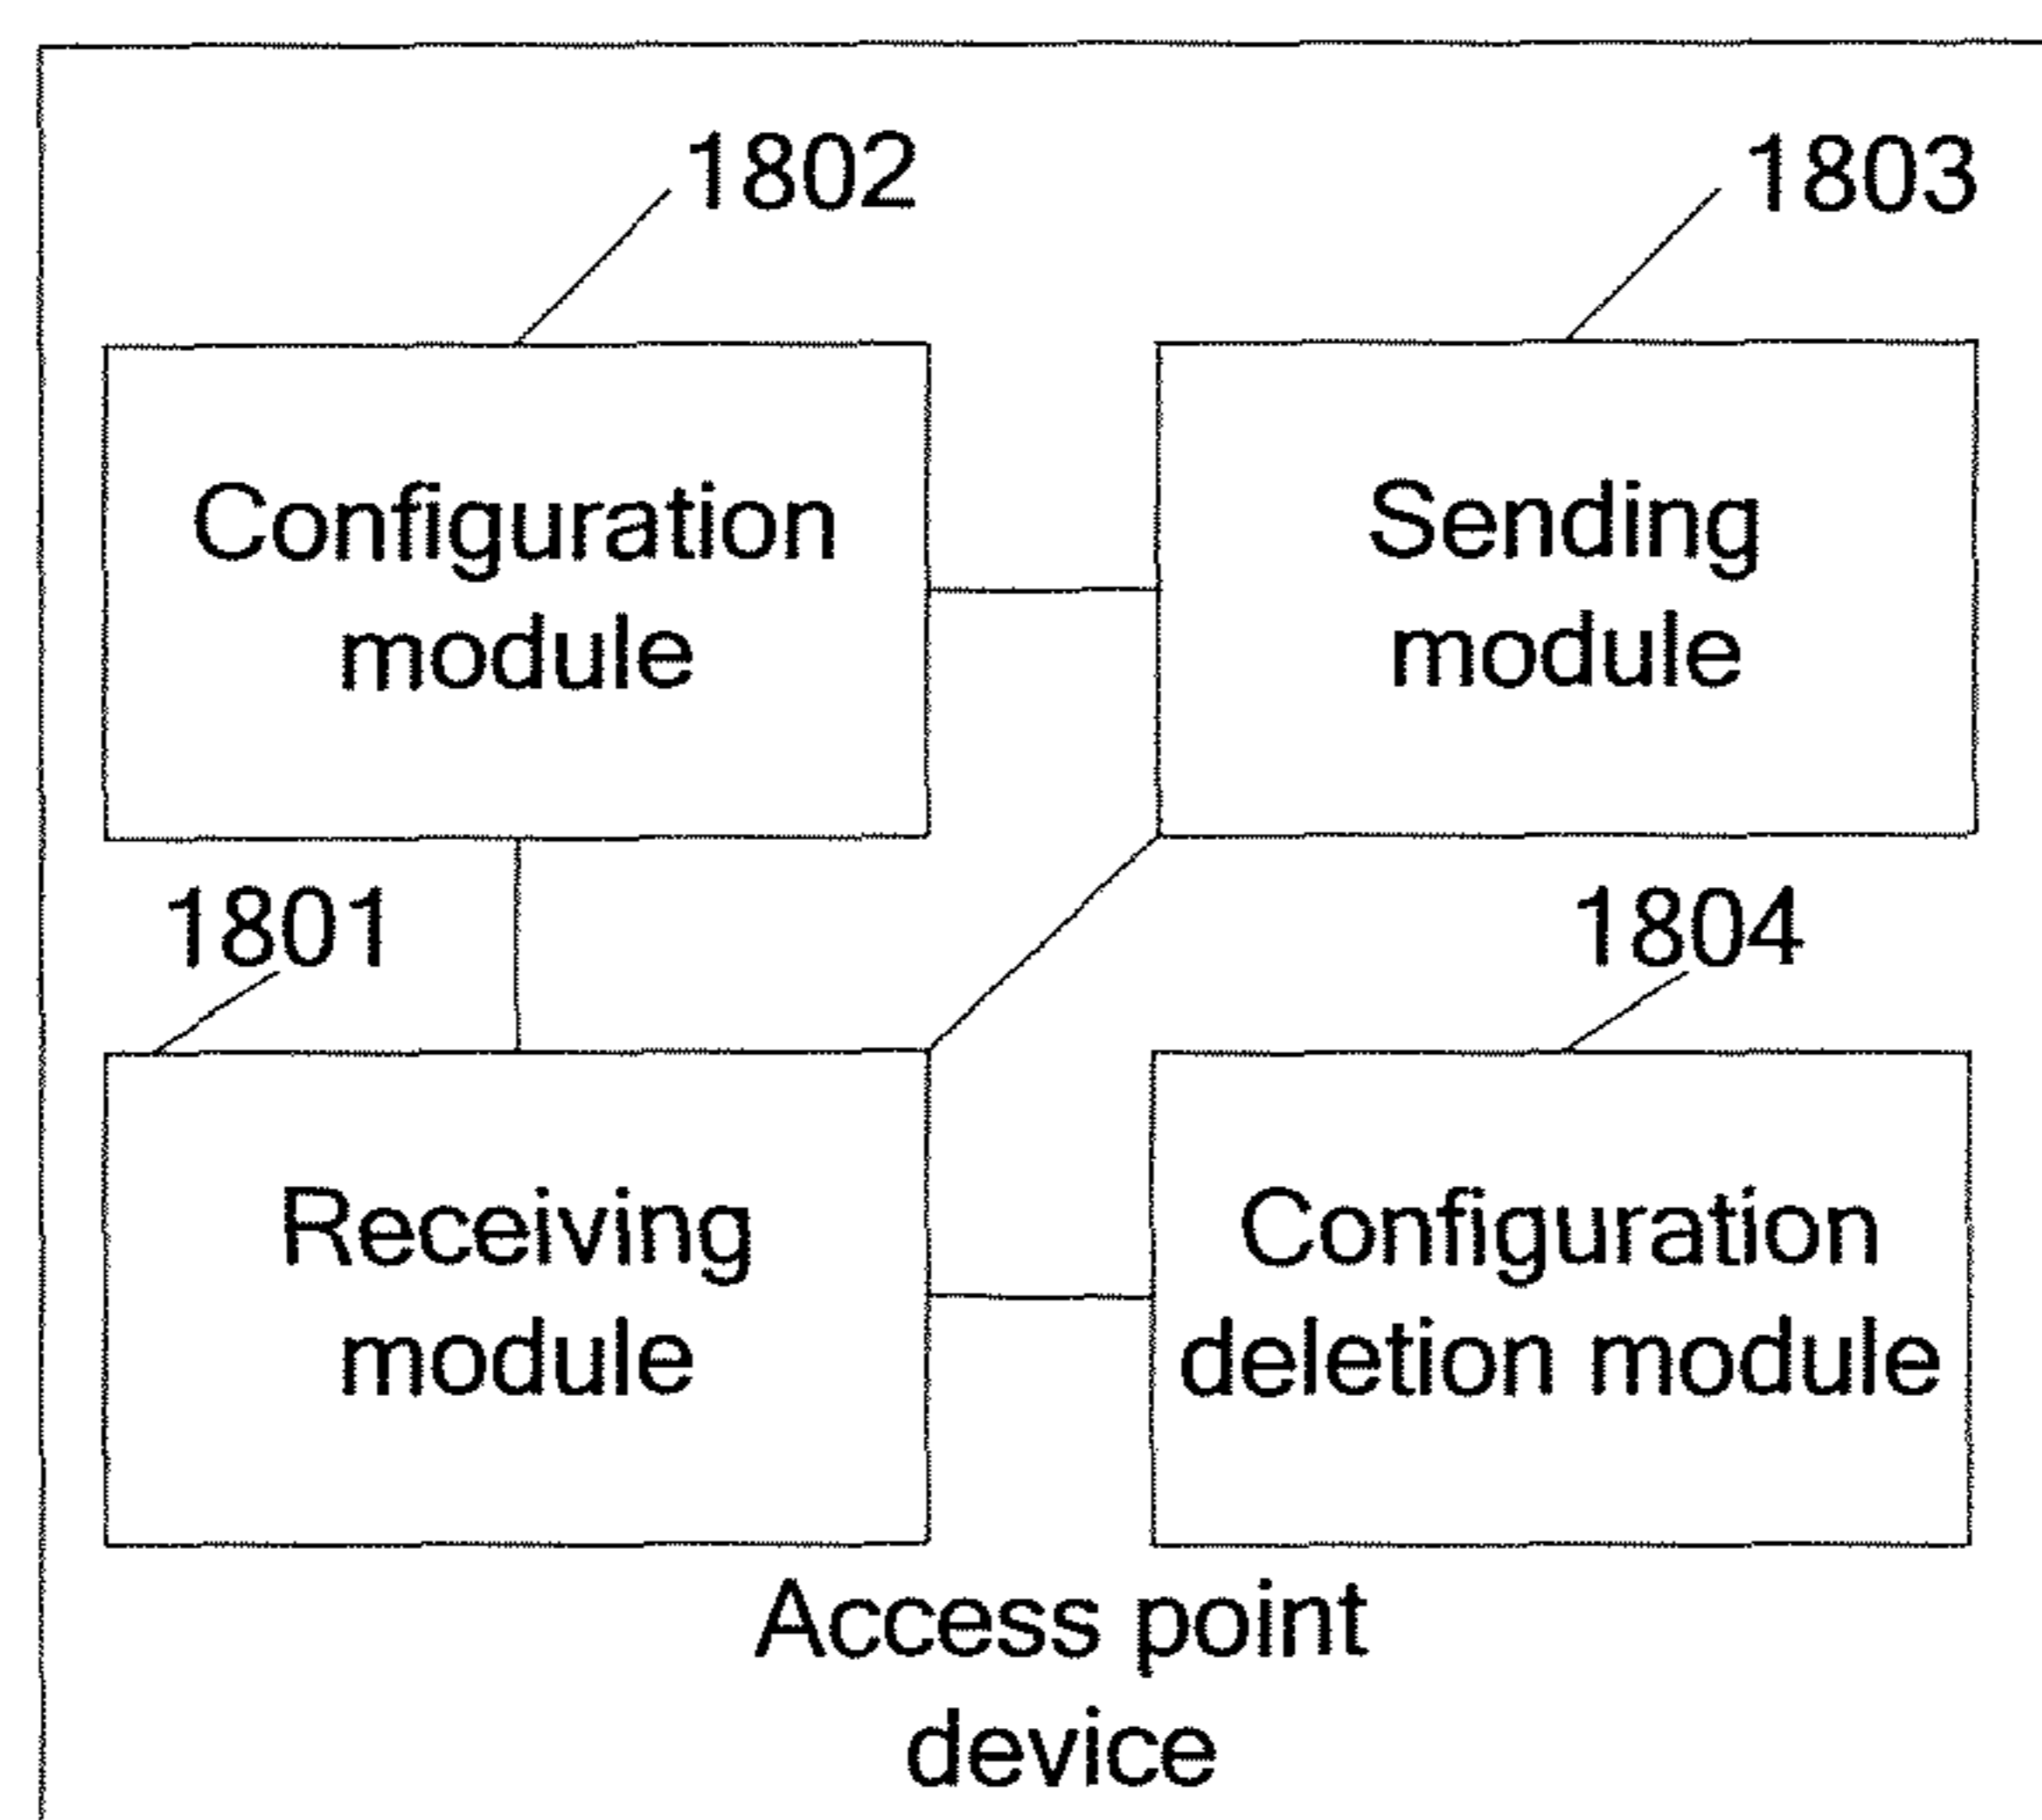 1802
1803
Configuration
module
Sending
module
1801
1804
Receiving
module
Configuration
deletion module
Access point
device